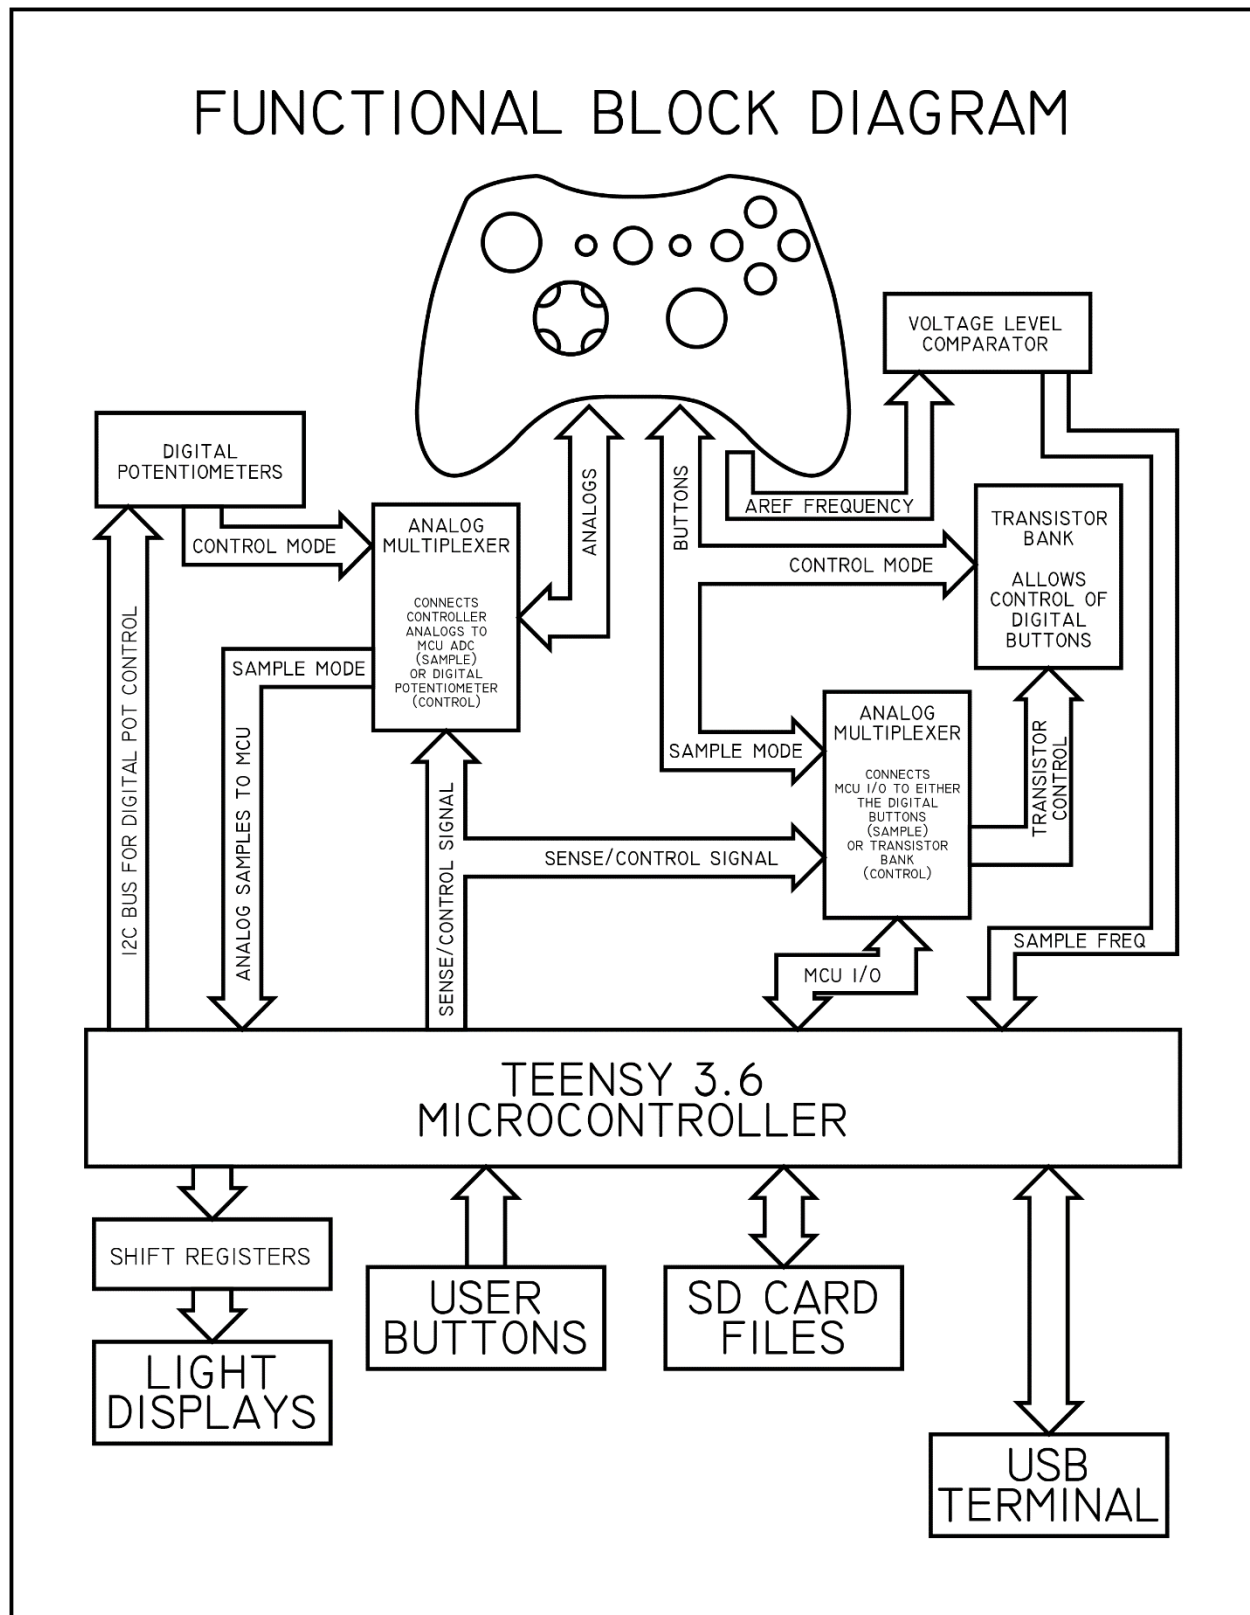 FUNCTIONAL BLOCK DIAGRAM
VOLTAGE LEVEL
COMPARATOR
DIGITAL
POTENTIOMETERS
CONTROL MODE
ANALOG
MULTIPLEXER
CONNECTS
CONTROLLER
ANALOGS TO
MCU ADC
(SAMPLE)
OR DIGITAL
POTENTIOMETER
(CONTROL)
ANALOGS
BUTTONS
AREF FREQUENCY
CONTROL MODE
TRANSISTOR
BANK
ALLOWS
CONTROL OF
DIGITAL
BUTTONS
SAMPLE MODE
I2C BUS FOR DIGITAL POT CONTROL
ANALOG SAMPLES TO MCU
SENSE/CONTROL SIGNAL
SAMPLE MODE
ANALOG
MULTIPLEXER
CONNECTS
MCU I/O TO EITHER
THE DIGITAL
BUTTONS
(SAMPLE)
OR TRANSISTOR
BANK
(CONTROL)
TRANSISTOR
CONTROL
SENSE/CONTROL SIGNAL
SAMPLE FREQ
MCU I/O
TEENSY 3.6
MICROCONTROLLER
SHIFT REGISTERS
LIGHT
DISPLAYS
USER
BUTTONS
SD CARD
FILES
USB
TERMINAL